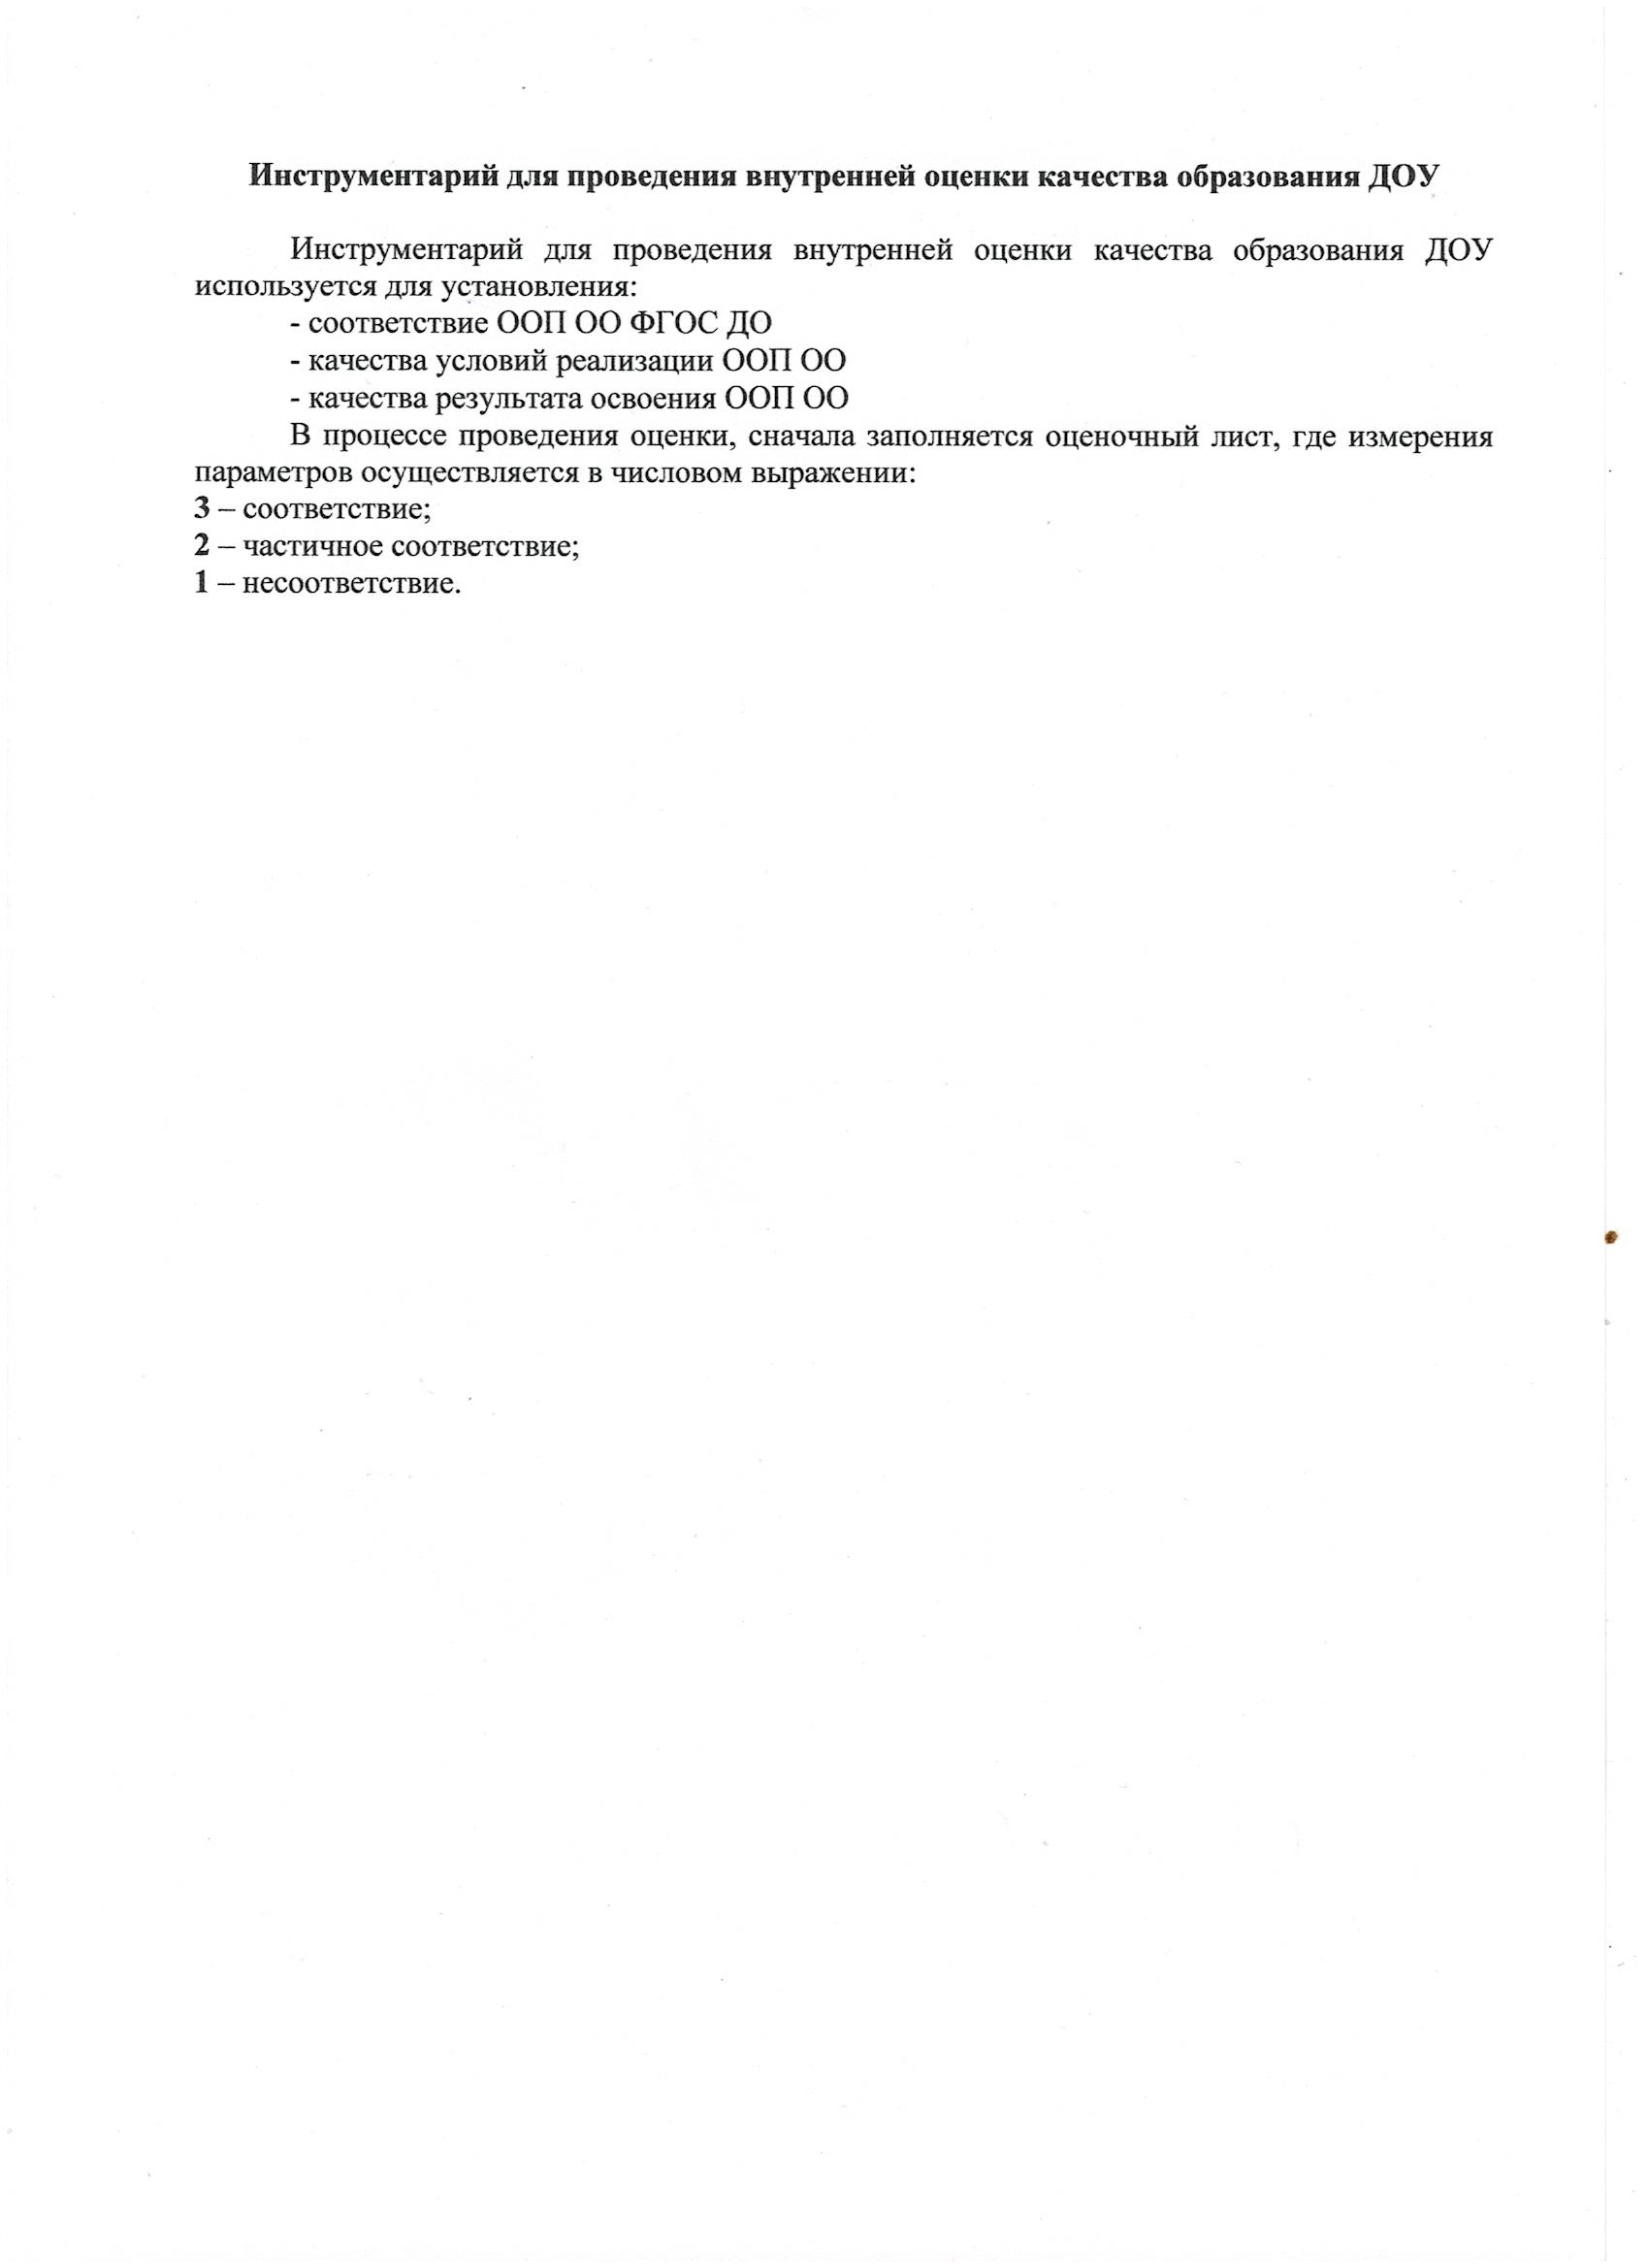 Инструментарий для проведения внутренней оценки качества образования ДОУ
Инструментарий для проведения внутренней оценки качества образования ДОУ
используется для установления:
- соответствие ООП ОО ФГОС ДО
- качества условий реализации ООП ОО
- качества результата освоения ООП ОО
В процессе проведения оценки, сначала заполняется оценочный лист, где измерения
параметров осуществляется в числовом выражении:
3 – соответствие;
2 – частичное соответствие;
1 – несоответствие.